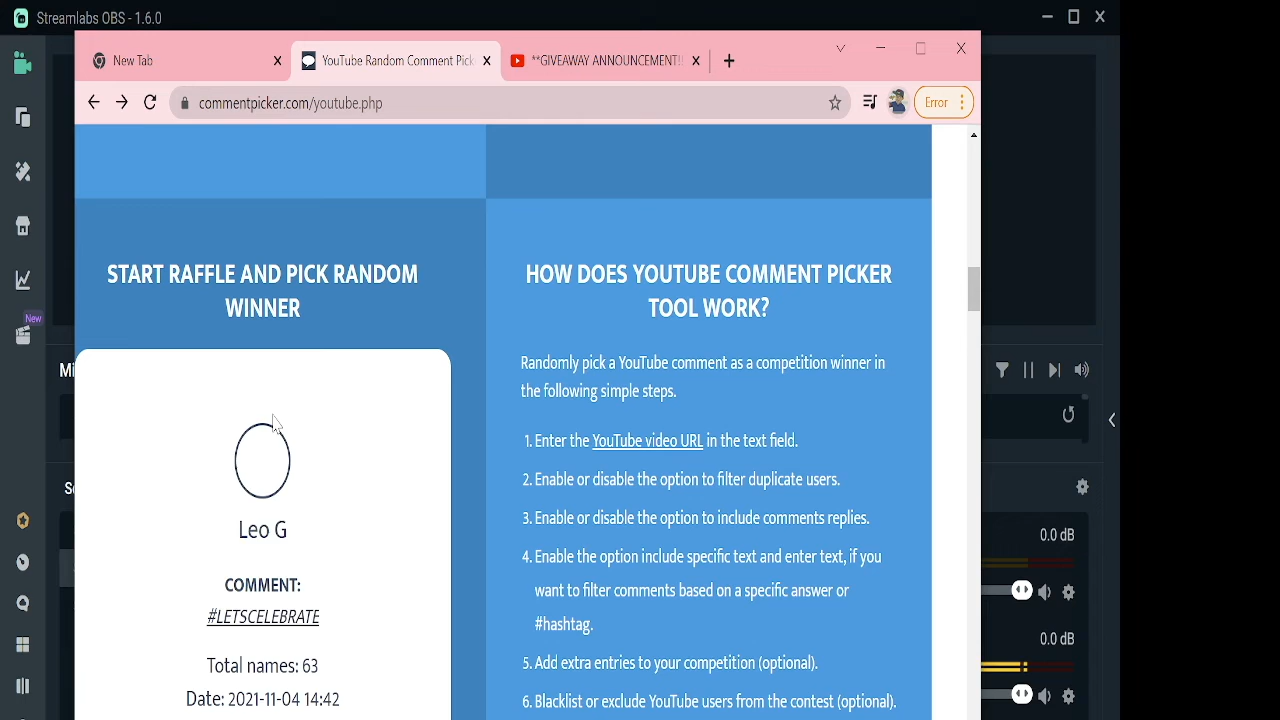 Streamlabs OBS - 1.6.0
New Tab
YouTube Random Comment Pick
**GIVEAWAY ANNOUNCEMENT!!
commentpicker.com/youtube.php
Error
START RAFFLE AND PICK RANDOM
WINNER
Leo G
COMMENT:
#LETSCELEBRATE
Total names: 63
Date: 2021-11-04 14:42
HOW DOES YOUTUBE COMMENT PICKER
TOOL WORK?
Randomly pick a YouTube comment as a competition winner in
the following simple steps.
1. Enter the YouTube video URL in the text field.
2. Enable or disable the option to filter duplicate users.
3. Enable or disable the option to include comments replies.
4. Enable the option include specific text and enter text, if you
want to filter comments based on a specific answer or
#hashtag.
5. Add extra entries to your competition (optional).
6. Blacklist or exclude YouTube users from the contest (optional).
New
Mi
So
0.0 dB
0.0 dB